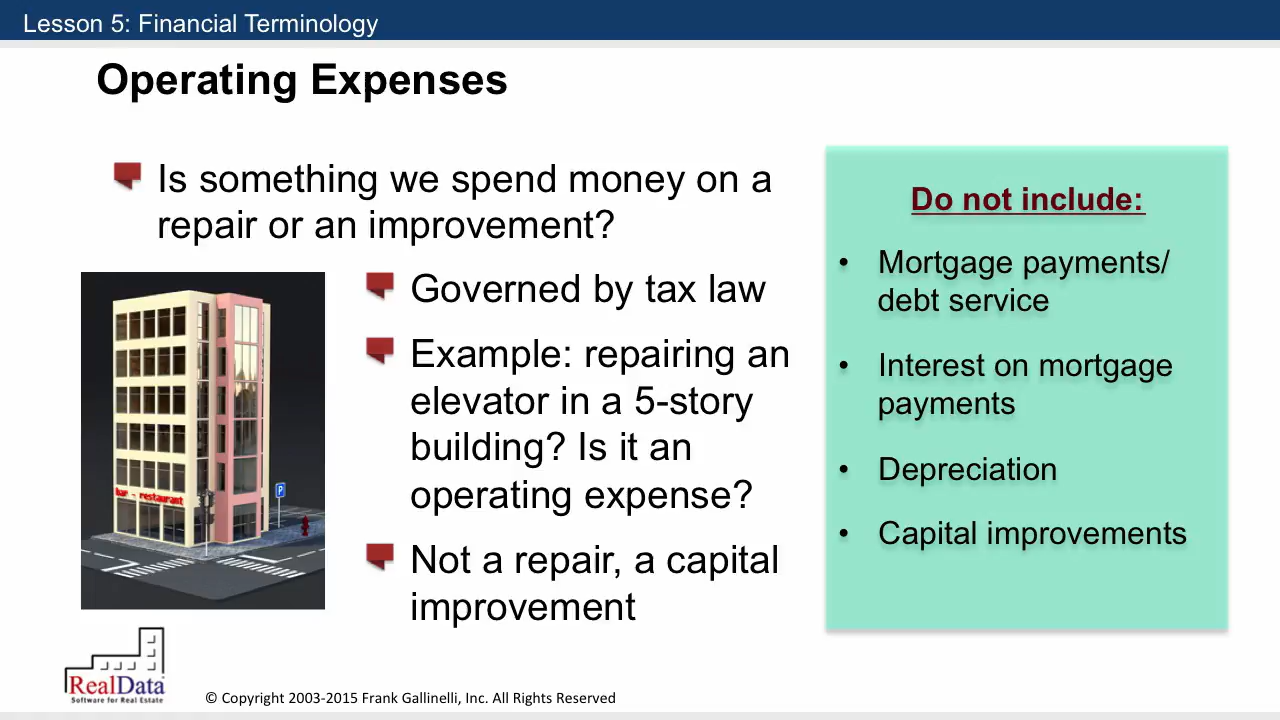 Lesson 5: Financial Terminology
Operating Expenses
Is something we spend money on a
repair or an improvement?
Governed by tax law
Example: repairing an
elevator in a 5-story
building? Is it an
operating expense?
Not a repair, a capital
improvement
Do not include:
• Mortgage payments/
debt service
• Interest on mortgage
payments
• Depreciation
• Capital improvements
bar - restaurant
P
RealData
Software for Real Estate
© Copyright 2003-2015 Frank Gallinelli, Inc. All Rights Reserved